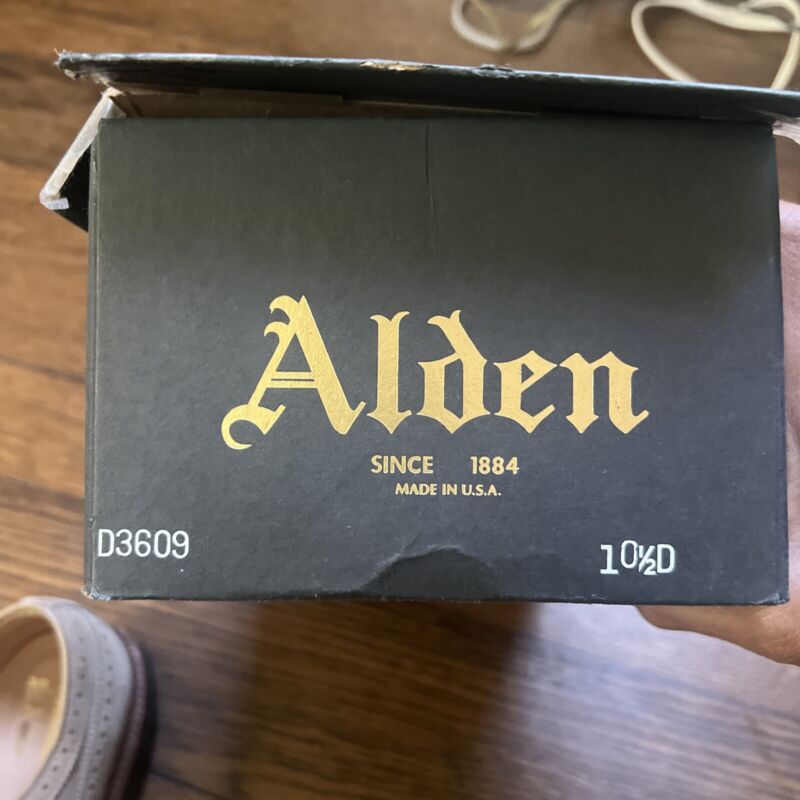 Alden
SINCE 1884
MADE IN U.S.A.
D3609 10½D